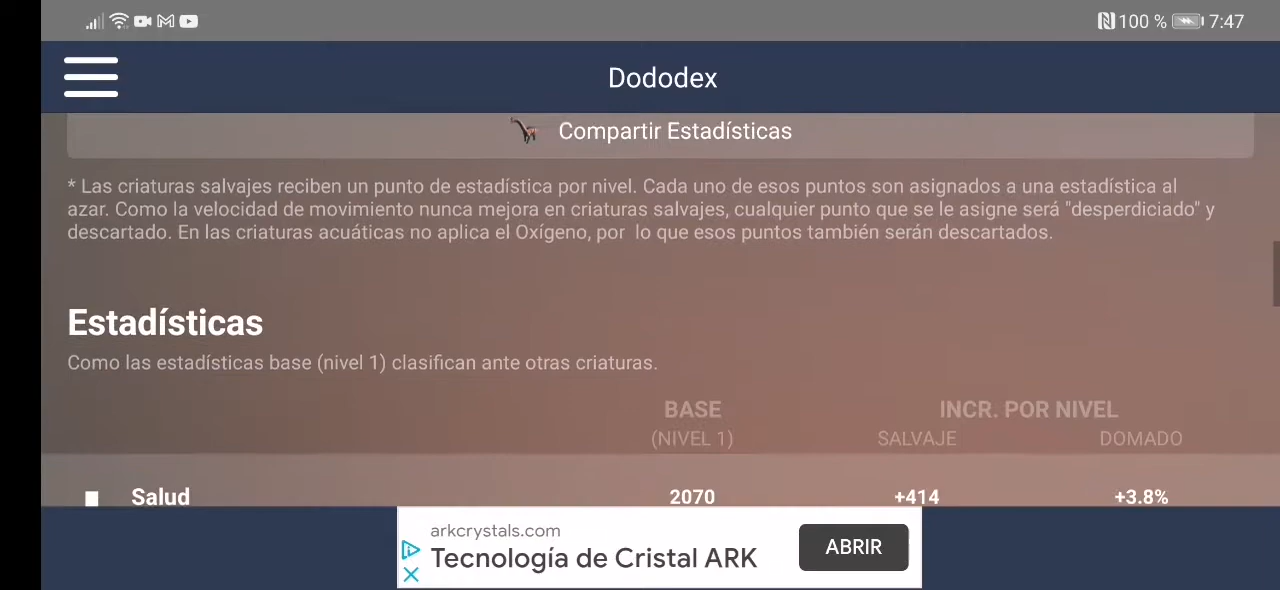 100 % 7:47
Dododex
Compartir Estadísticas
* Las criaturas salvajes reciben un punto de estadística por nivel. Cada uno de esos puntos son asignados a una estadística al
azar. Como la velocidad de movimiento nunca mejora en criaturas salvajes, cualquier punto que se le asigne será "desperdiciado" y
descartado. En las criaturas acuáticas no aplica el Oxígeno, por  lo que esos puntos también serán descartados.
Estadísticas
Como las estadísticas base (nivel 1) clasifican ante otras criaturas.
BASE INCR. POR NIVEL
(NIVEL 1) SALVAJE DOMADO
Salud 2070 +414 +3.8%
arkcrystals.com
Tecnología de Cristal ARK
ABRIR